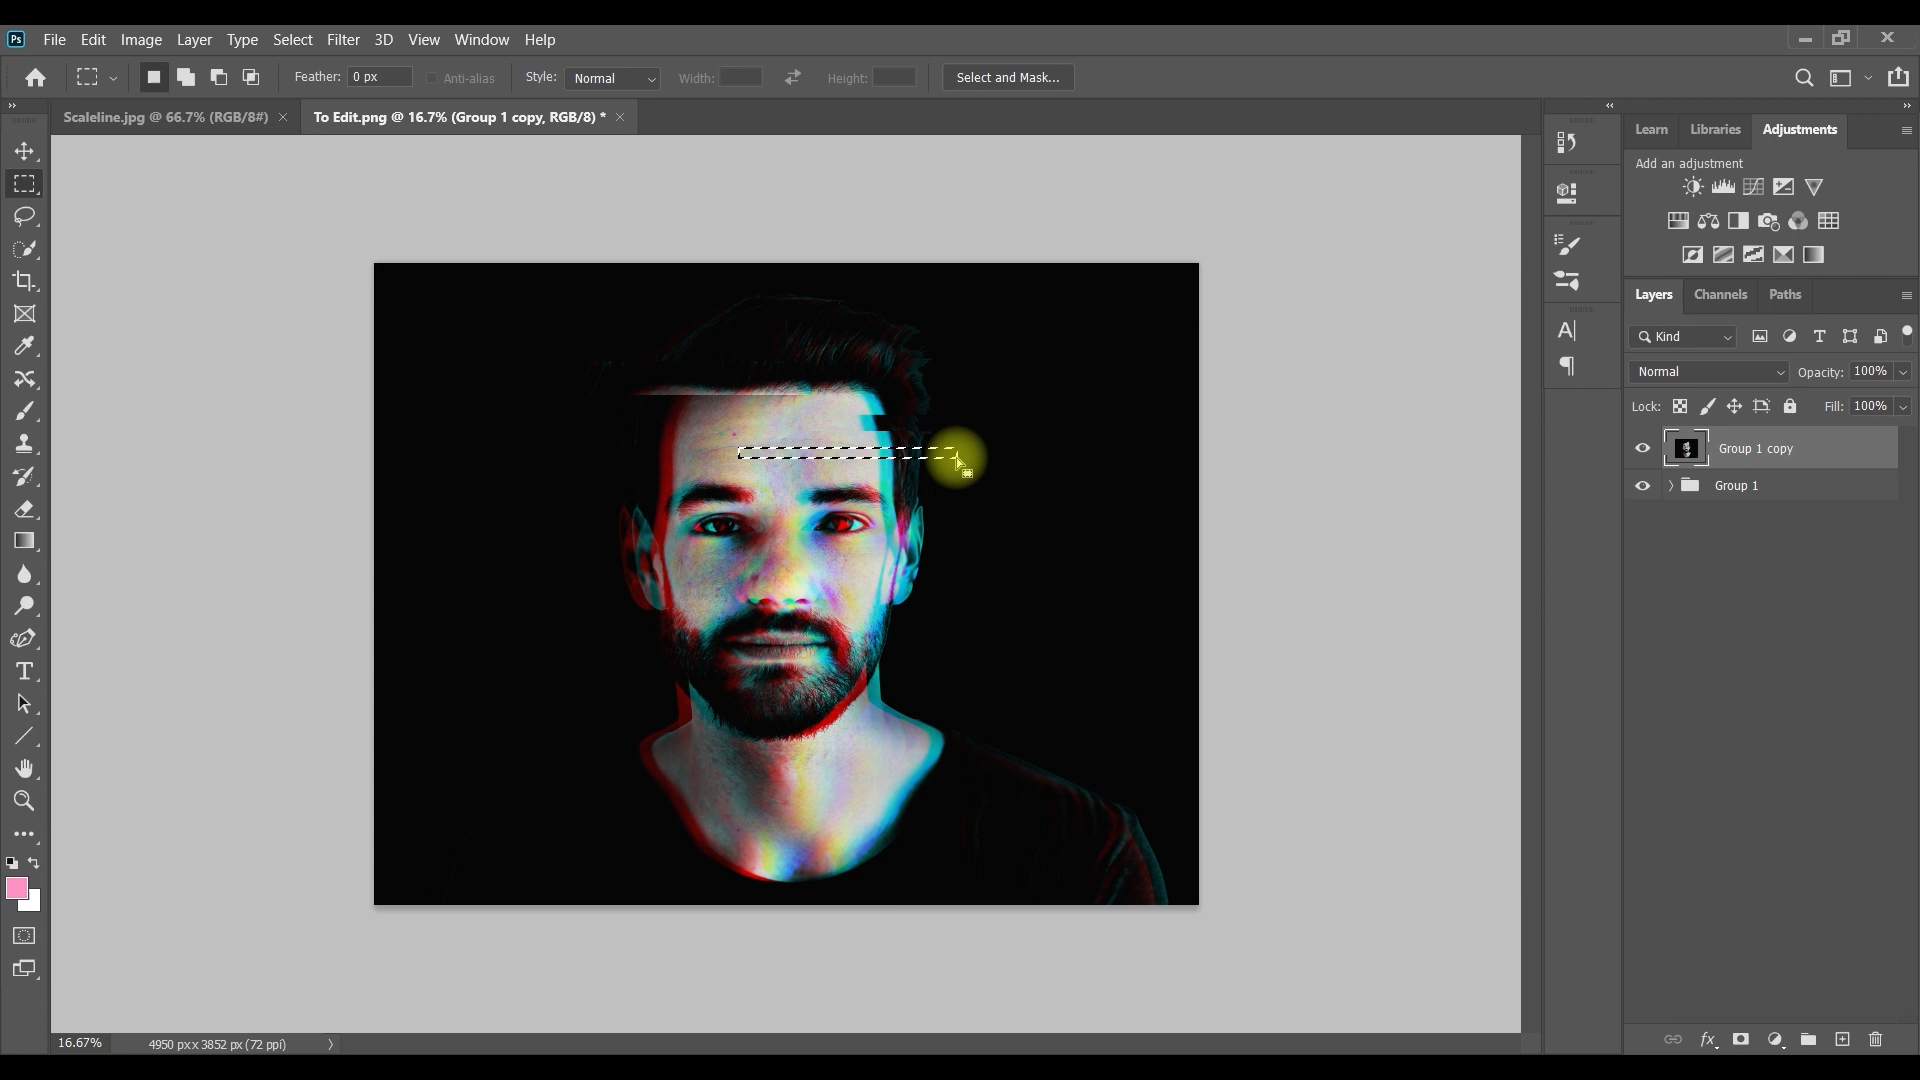 Ps File Edit Image Layer Type Select Filter 3D View Window Help
Feather: 0 px Anti-alias Style: Normal Width: Height: Select and Mask...
Scaleline.jpg @ 66.7% (RGB/8#) To Edit.png @ 16.7% (Group 1 copy, RGB/8) *
Learn Libraries Adjustments
Add an adjustment
Layers Channels Paths
Kind
Normal Opacity: 100%
Lock: Fill: 100%
Group 1 copy
Group 1
16.67% 4950 px x 3852 px (72 ppi)
fx